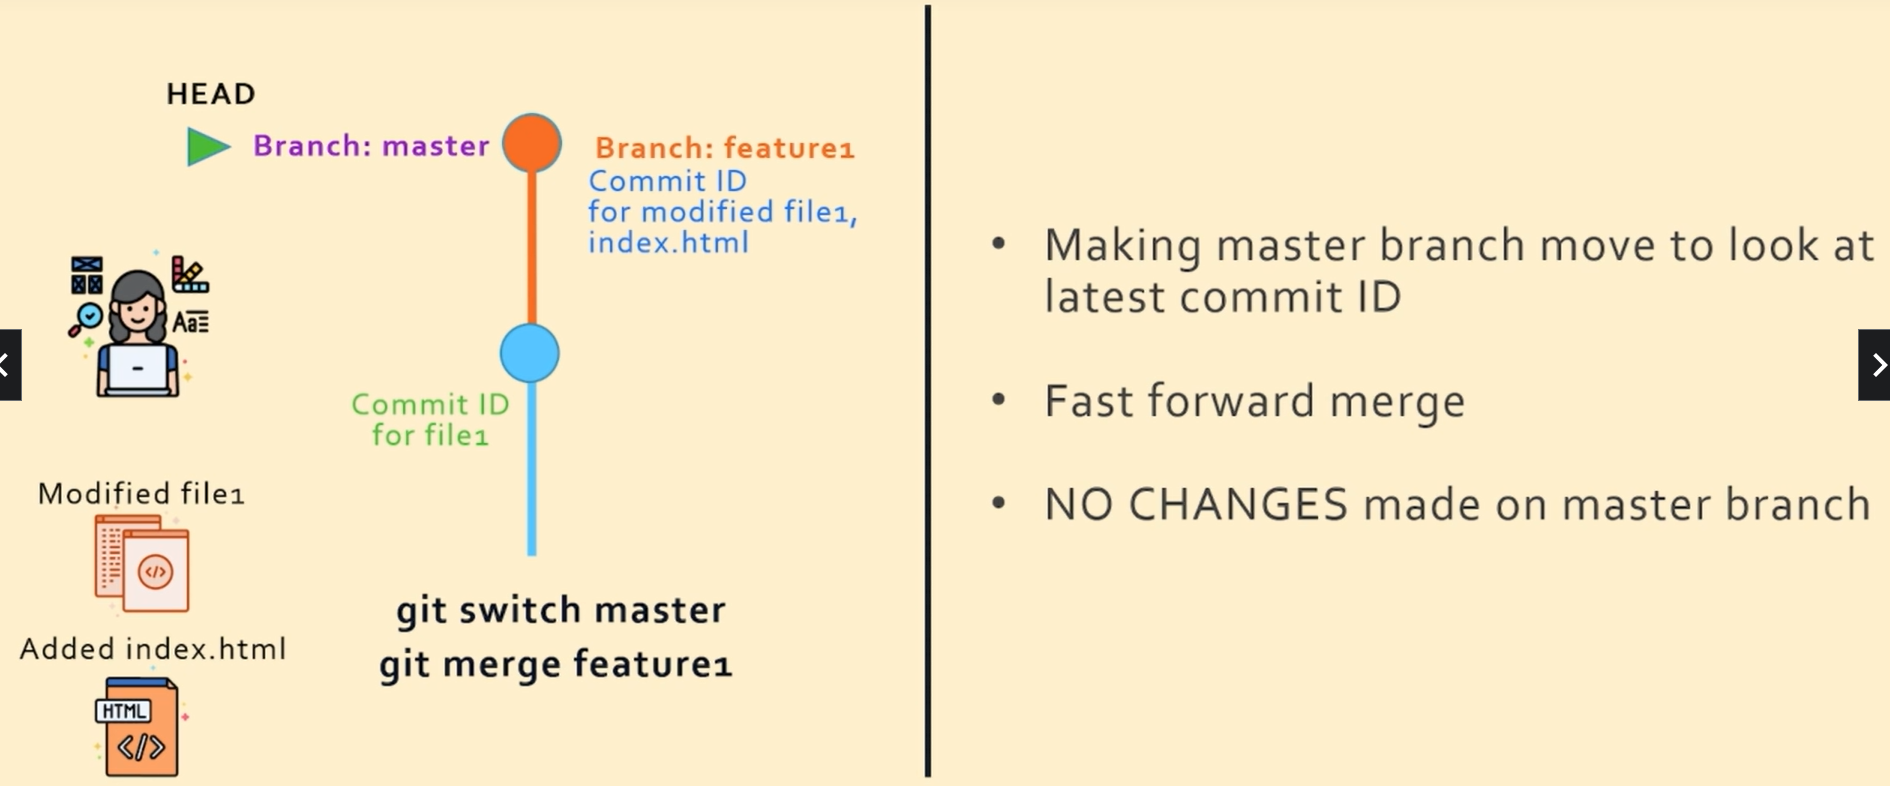 HEAD
Branch: master
Branch: feature1
Commit ID
for modified file1,
index.html
Aa
Commit ID
for file1
Modified file1
</>
Added index.html
HTML
</>
git switch master
git merge feature1
• Making master branch move to look at
latest commit ID
• Fast forward merge
• NO CHANGES made on master branch